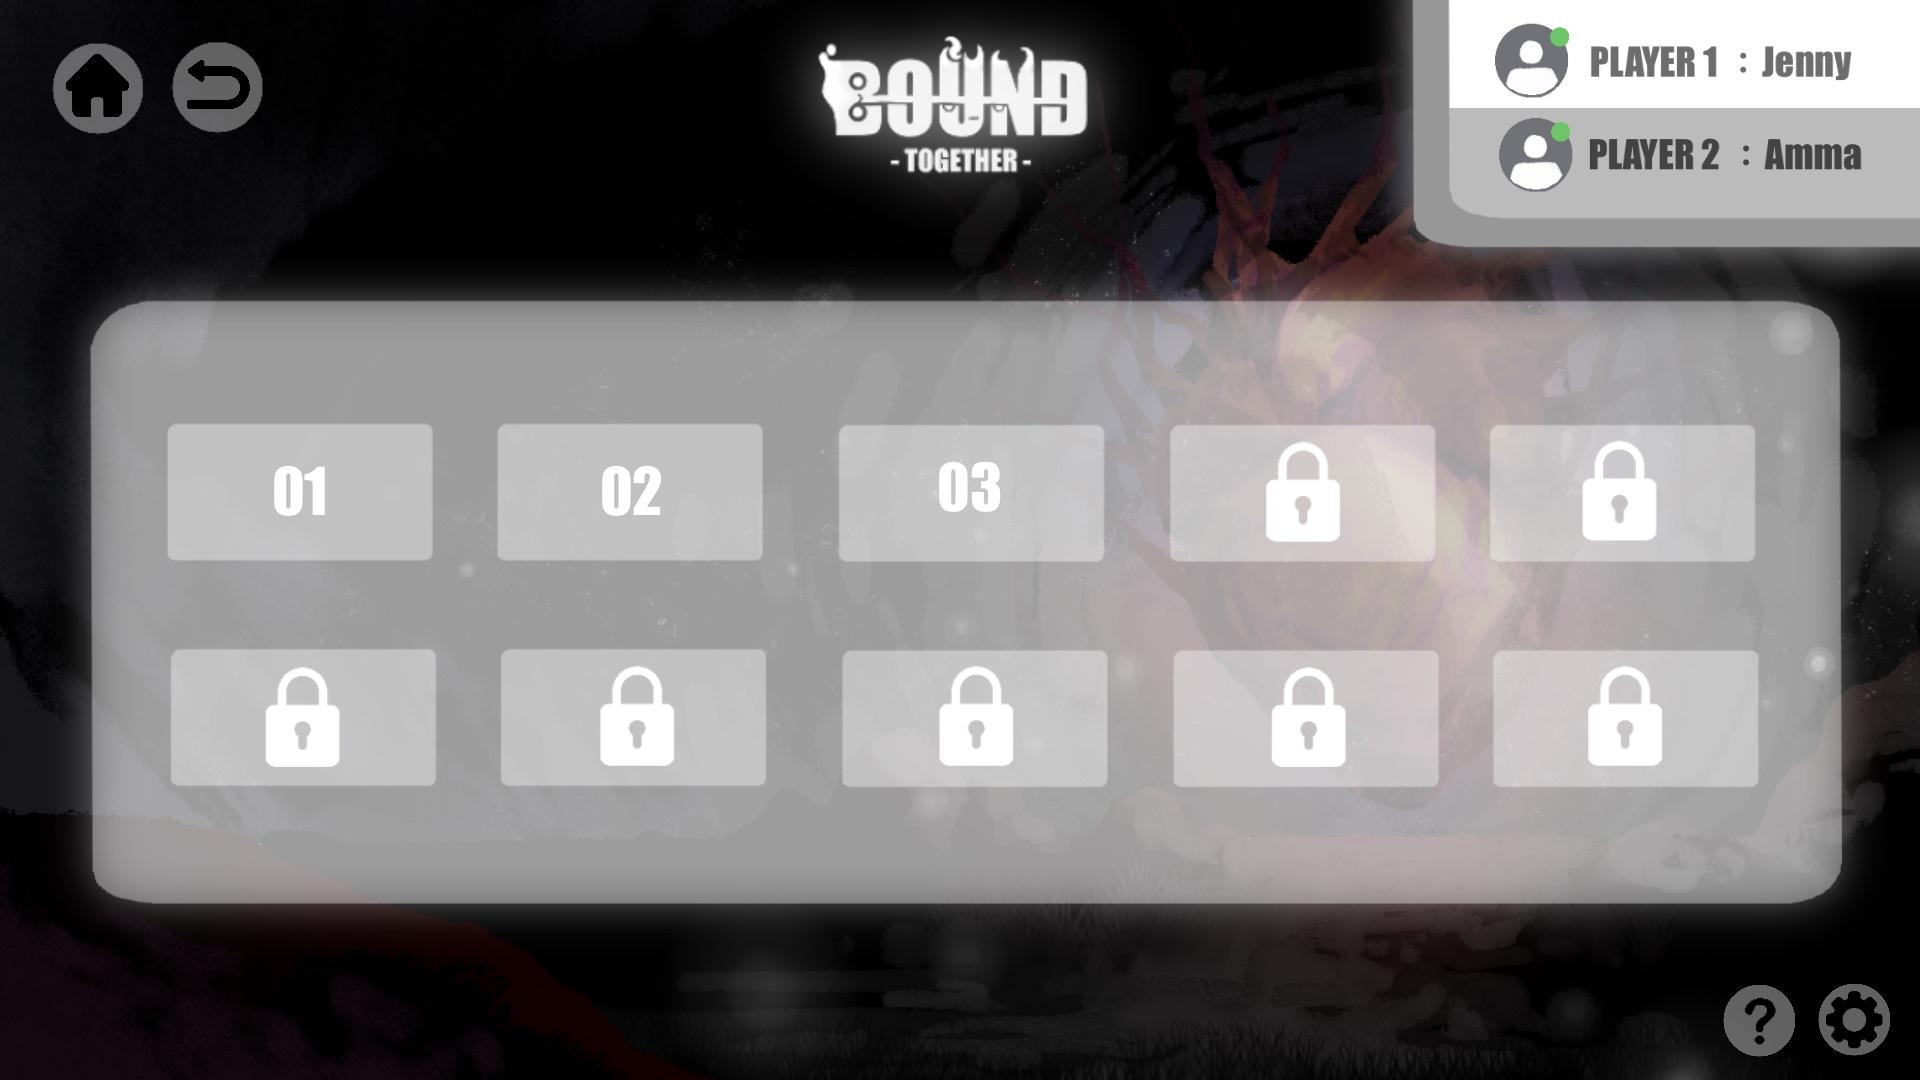 BOUND
- TOGETHER -
PLAYER 1 : Jenny
PLAYER 2 : Amma
01
02
03
?